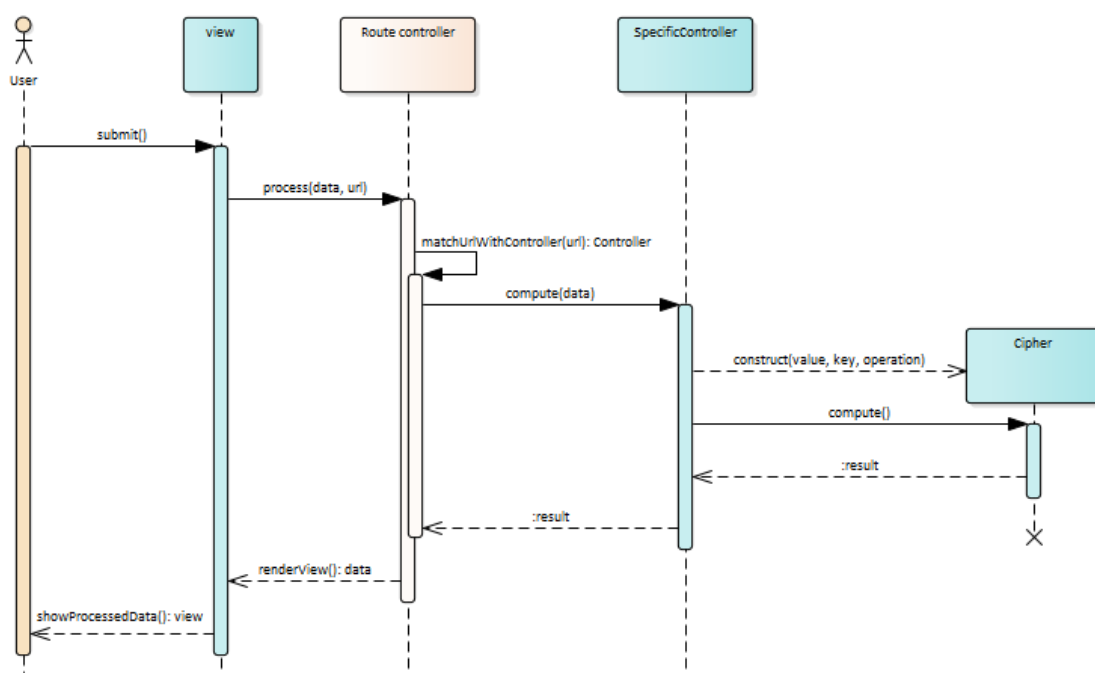 User
view
Route controller
SpecificController
submit()
process(data, url)
matchUrlWithController(url): Controller
compute(data)
Cipher
construct(value, key, operation)
compute()
:result
:result
renderView(): data
showProcessedData(): view